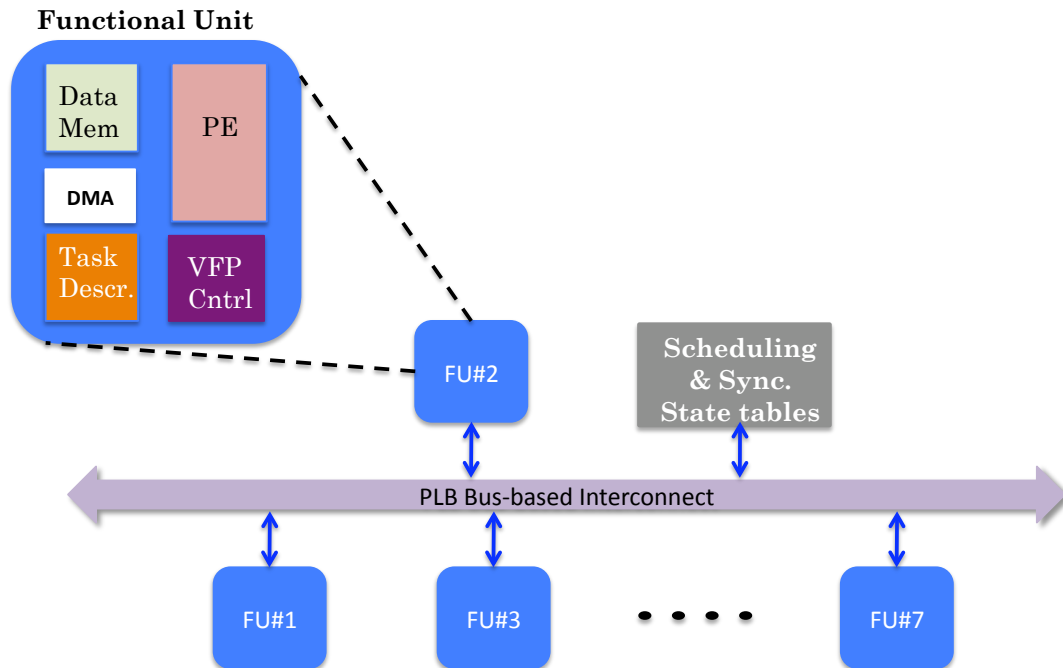 Functional Unit
Data
Mem
PE
DMA
Task
Descr.
VFP
Cntrl
FU#2
Scheduling
& Sync.
State tables
PLB Bus-based Interconnect
FU#1
FU#3
FU#7